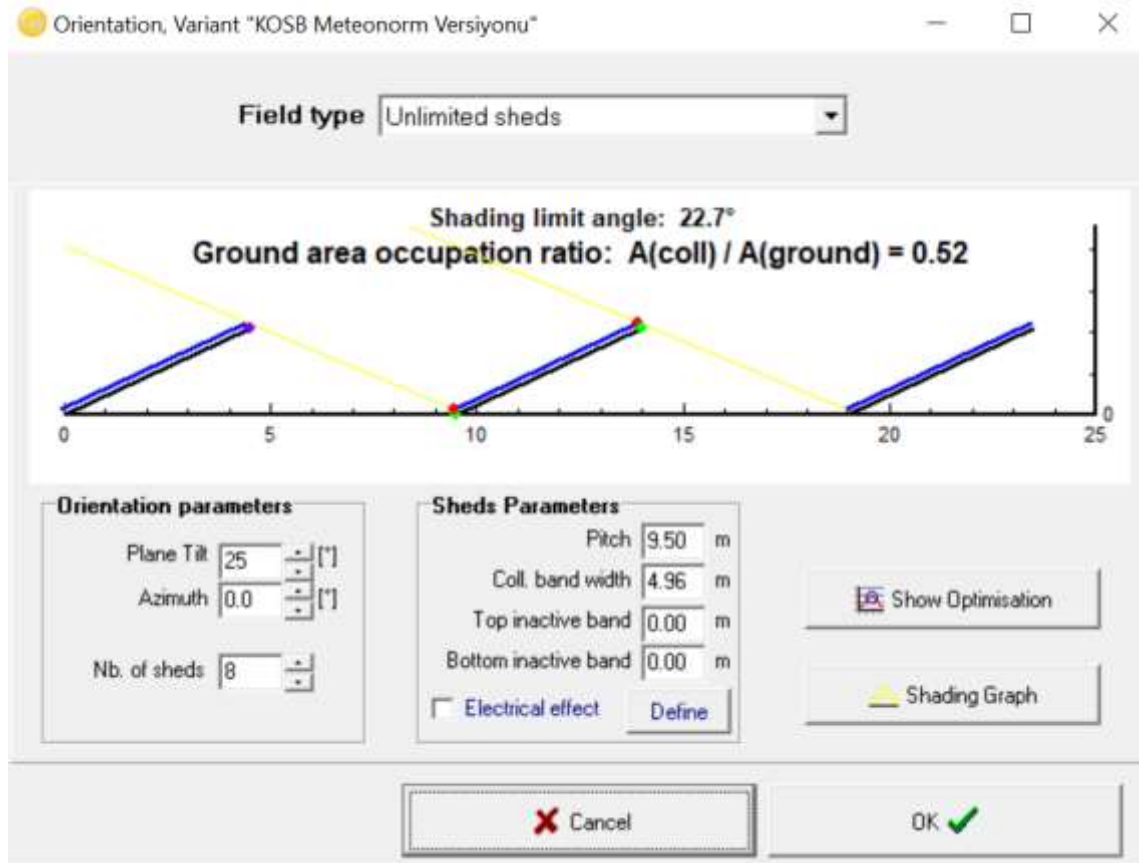 Orientation, Variant "KOSB Meteonorm Versiyonu"
Field type Unlimited sheds
Shading limit angle: 22.7°
Ground area occupation ratio: A(coll) / A(ground) = 0.52
0
0 5 10 15 20 25
Orientation parameters
Plane Tilt 25 [°]
Azimuth 0.0 [°]
Nb. of sheds 8
Sheds Parameters
Pitch 9.50 m
Coll. band width 4.96 m
Top inactive band 0.00 m
Bottom inactive band 0.00 m
Electrical effect Define
Show Optimisation
Shading Graph
Cancel OK